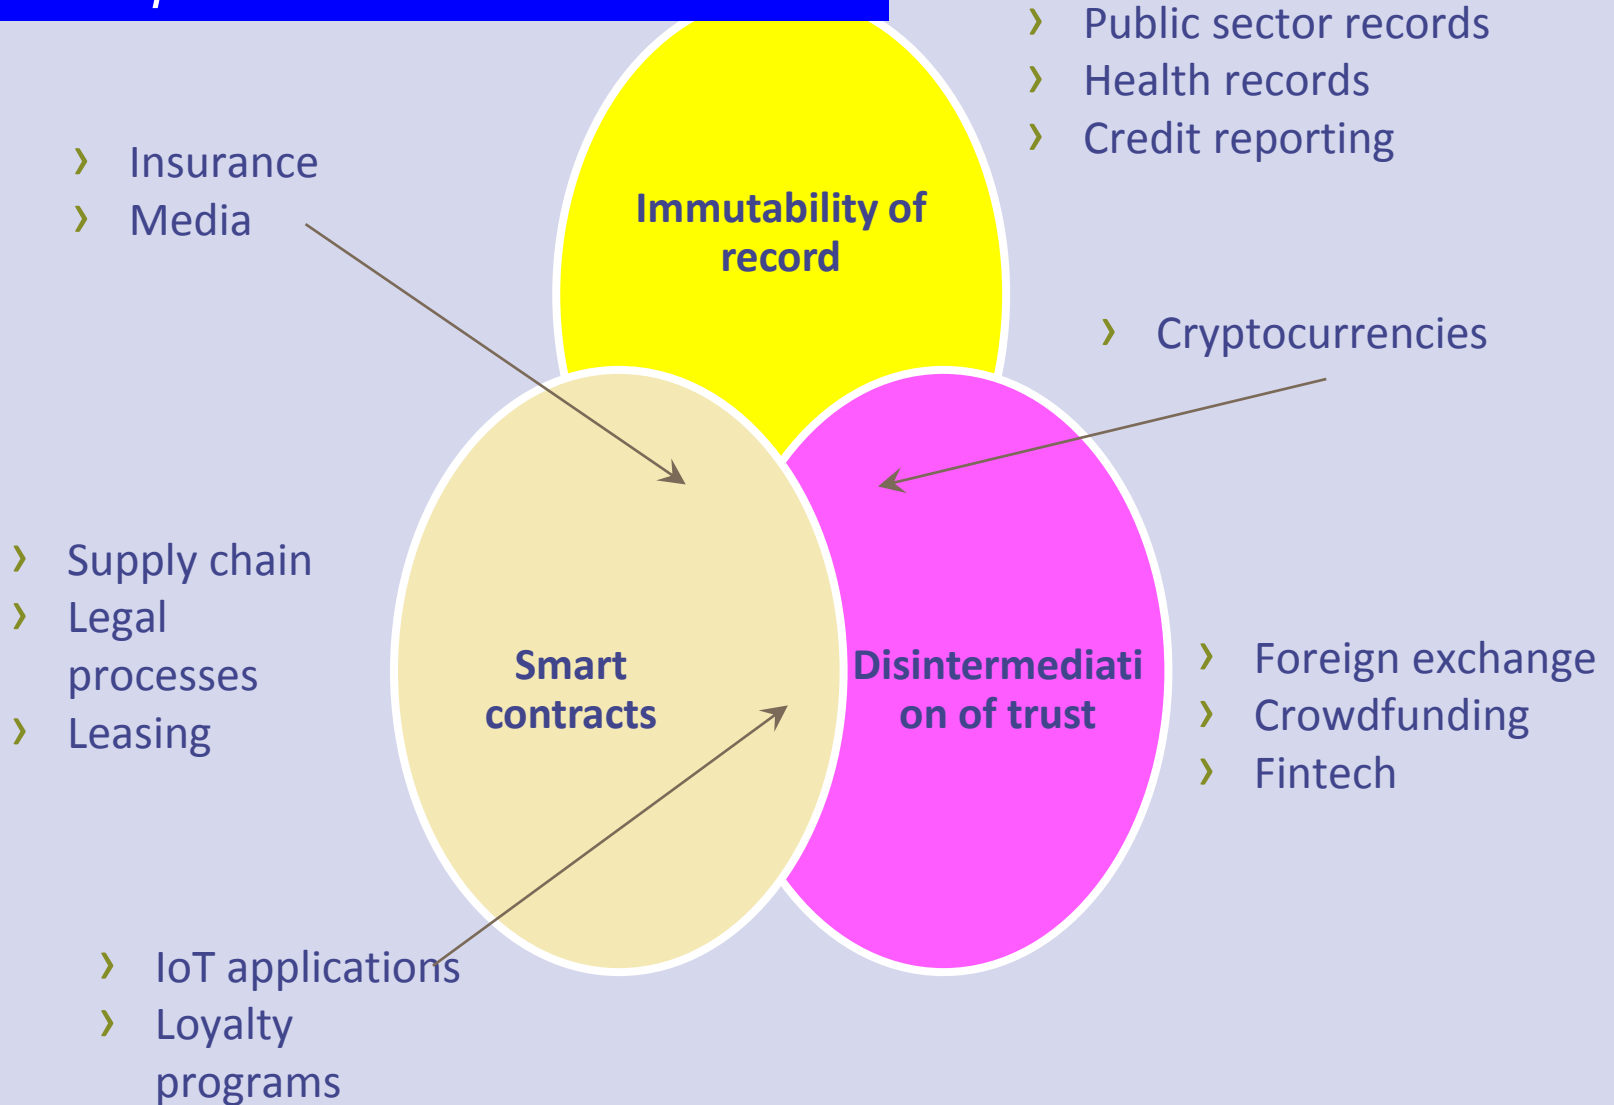 › Public sector records
› Health records
› Credit reporting
› Insurance
› Media
Immutability of
record
› Cryptocurrencies
› Supply chain
› Legal
processes
› Leasing
Smart
contracts
Disintermediati
on of trust
› Foreign exchange
› Crowdfunding
› Fintech
› IoT applications
› Loyalty
programs